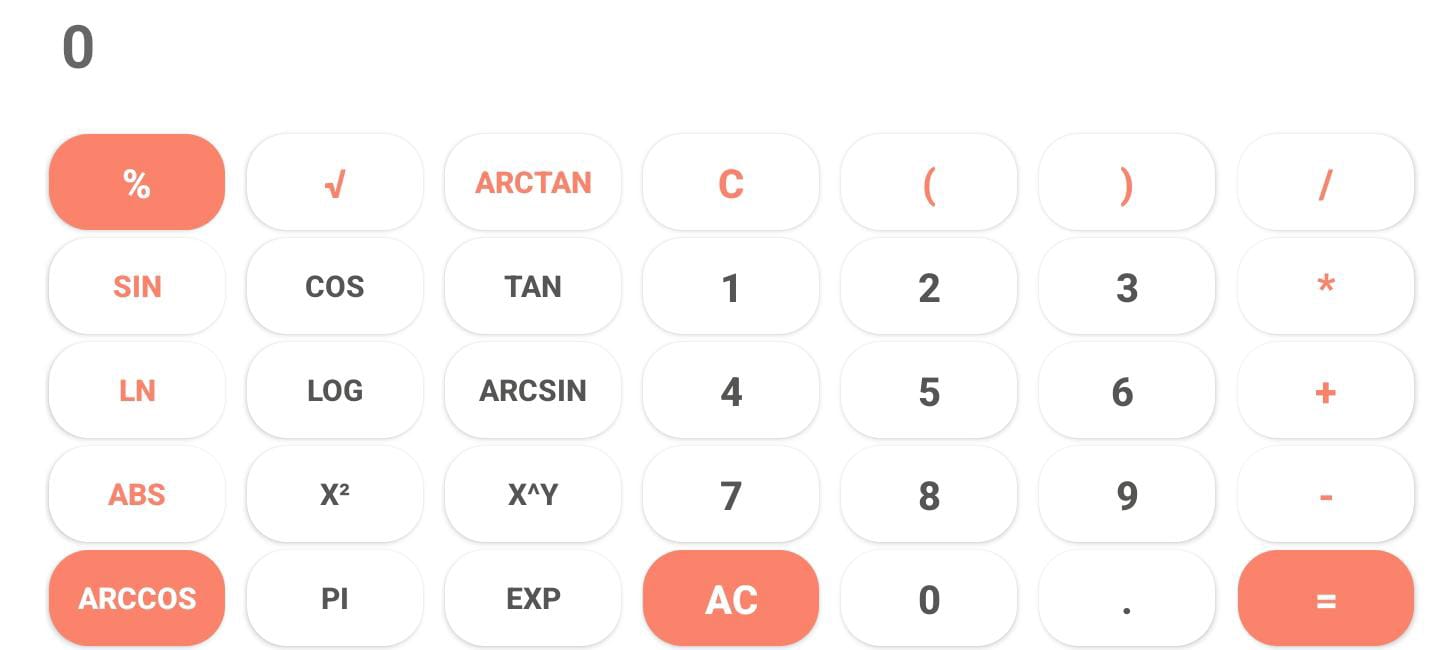 0
% √ ARCTAN C ( ) /
SIN COS TAN 1 2 3 *
LN LOG ARCSIN 4 5 6 +
ABS X² X^Y 7 8 9 -
ARCCOS PI EXP AC 0 . =